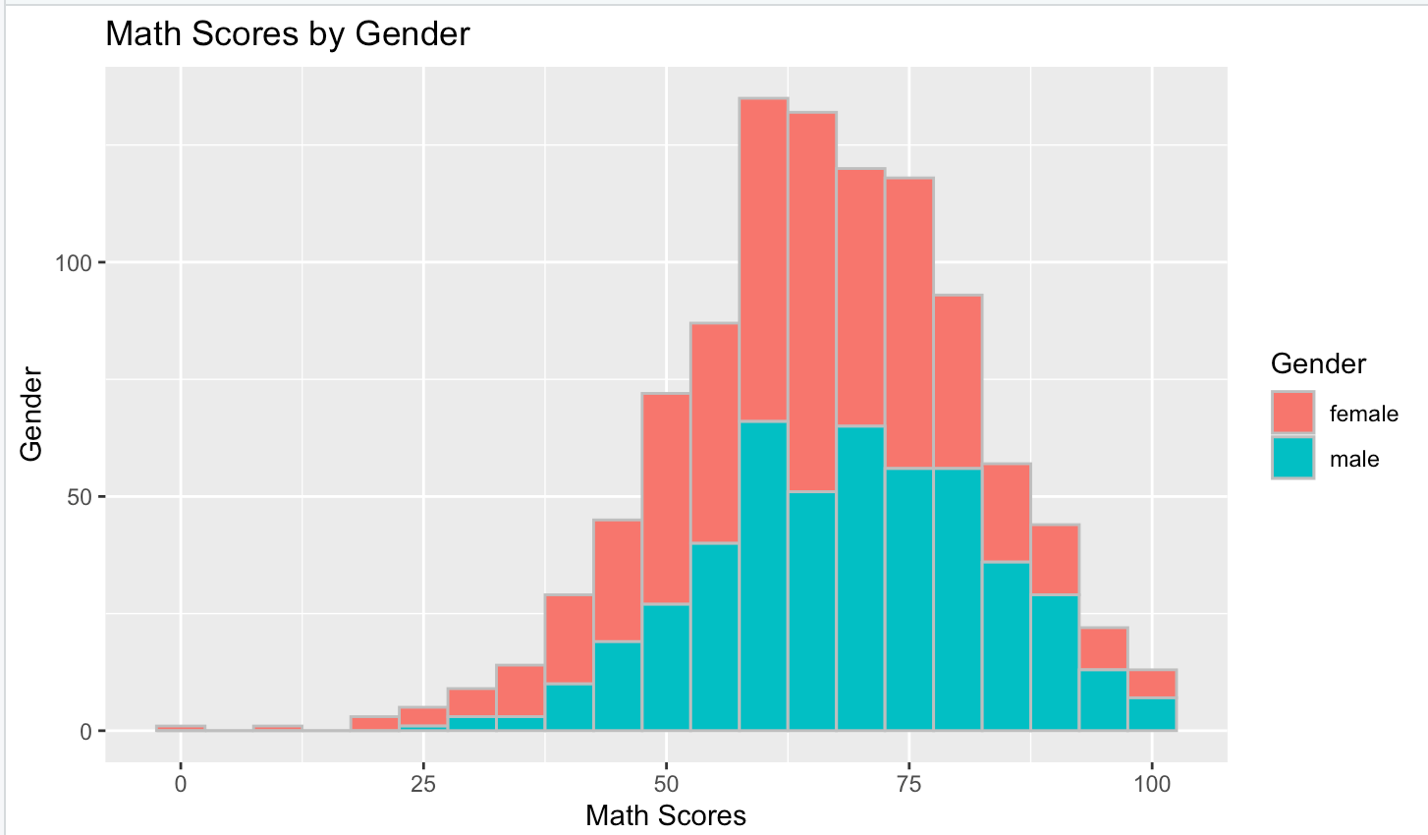 Math Scores by Gender
100
50
0
Gender
0 25 50 75 100
Math Scores
Gender
female
male